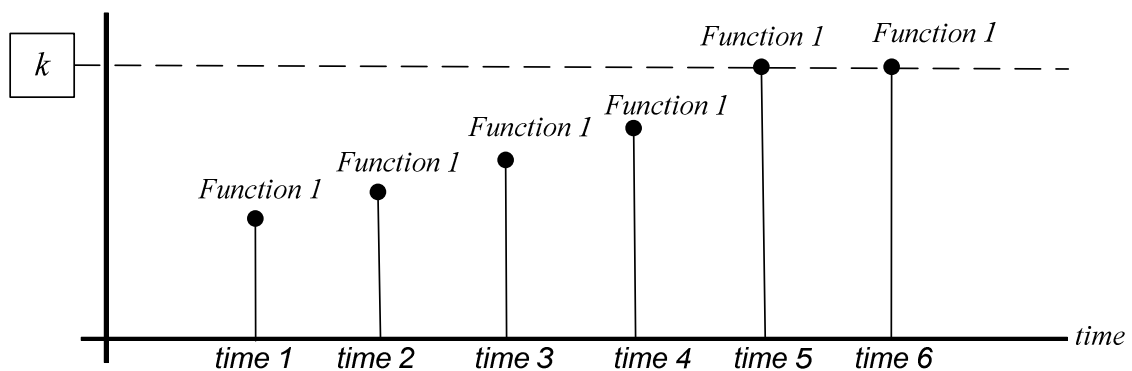 k
Function 1
Function 1
Function 1
Function 1
Function 1
Function 1
time 1
time 2
time 3
time 4
time 5
time 6
time